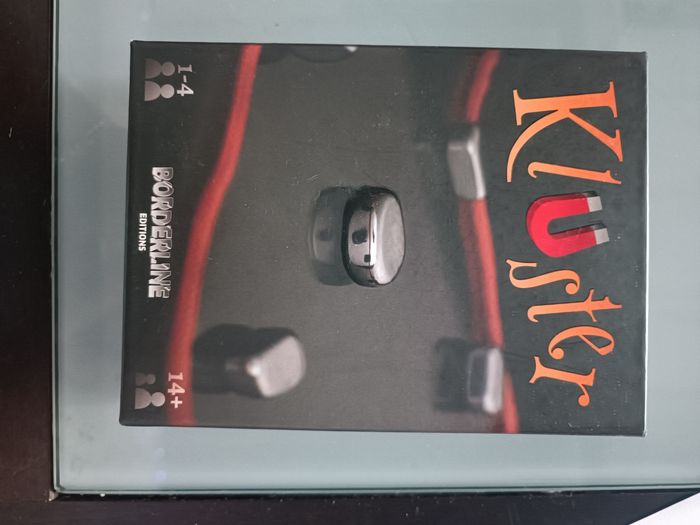 Kluster
1-4
BORDERLINE
EDITIONS
14+